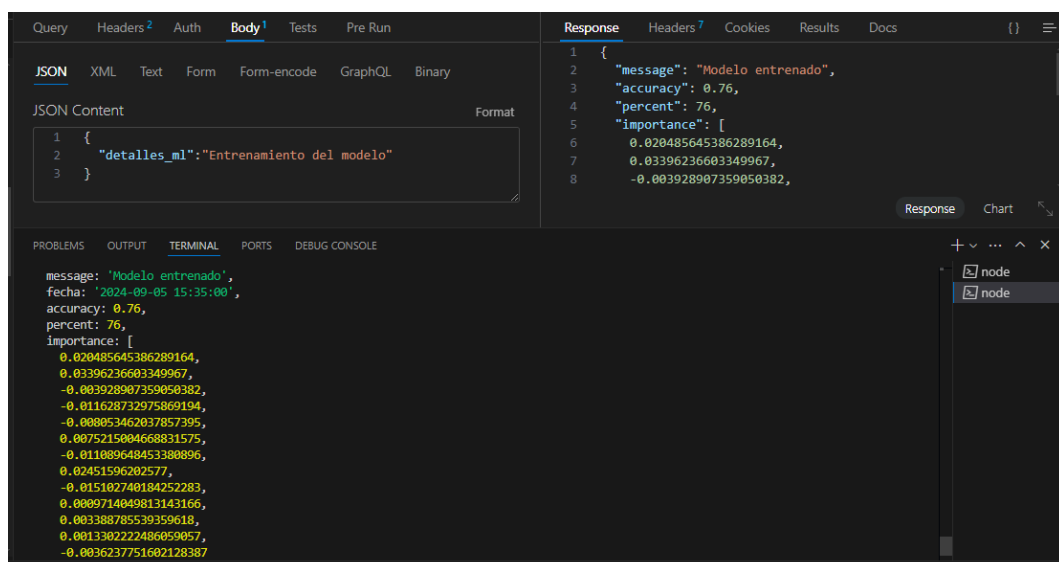 Query Headers 2 Auth Body 1 Tests Pre Run
JSON XML Text Form Form-encode GraphQL Binary
JSON Content Format
1 {
2 "detalles_ml":"Entrenamiento del modelo"
3 }
Response Headers 7 Cookies Results Docs {}
1 {
2 "message": "Modelo entrenado",
3 "accuracy": 0.76,
4 "percent": 76,
5 "importance": [
6 0.020485645386289164,
7 0.03396236603349967,
8 -0.003928907359050382,
Response Chart
PROBLEMS OUTPUT TERMINAL PORTS DEBUG CONSOLE
message: 'Modelo entrenado',
fecha: '2024-09-05 15:35:00',
accuracy: 0.76,
percent: 76,
importance: [
0.020485645386289164,
0.03396236603349967,
-0.003928907359050382,
-0.011628732975869194,
-0.008053462037857395,
0.0075215004668831575,
-0.011089648453380896,
0.02451596202577,
-0.015102740184252283,
0.0009714049813143166,
0.003388785539359618,
0.0013302222486059057,
-0.0036237751602128387
node
node